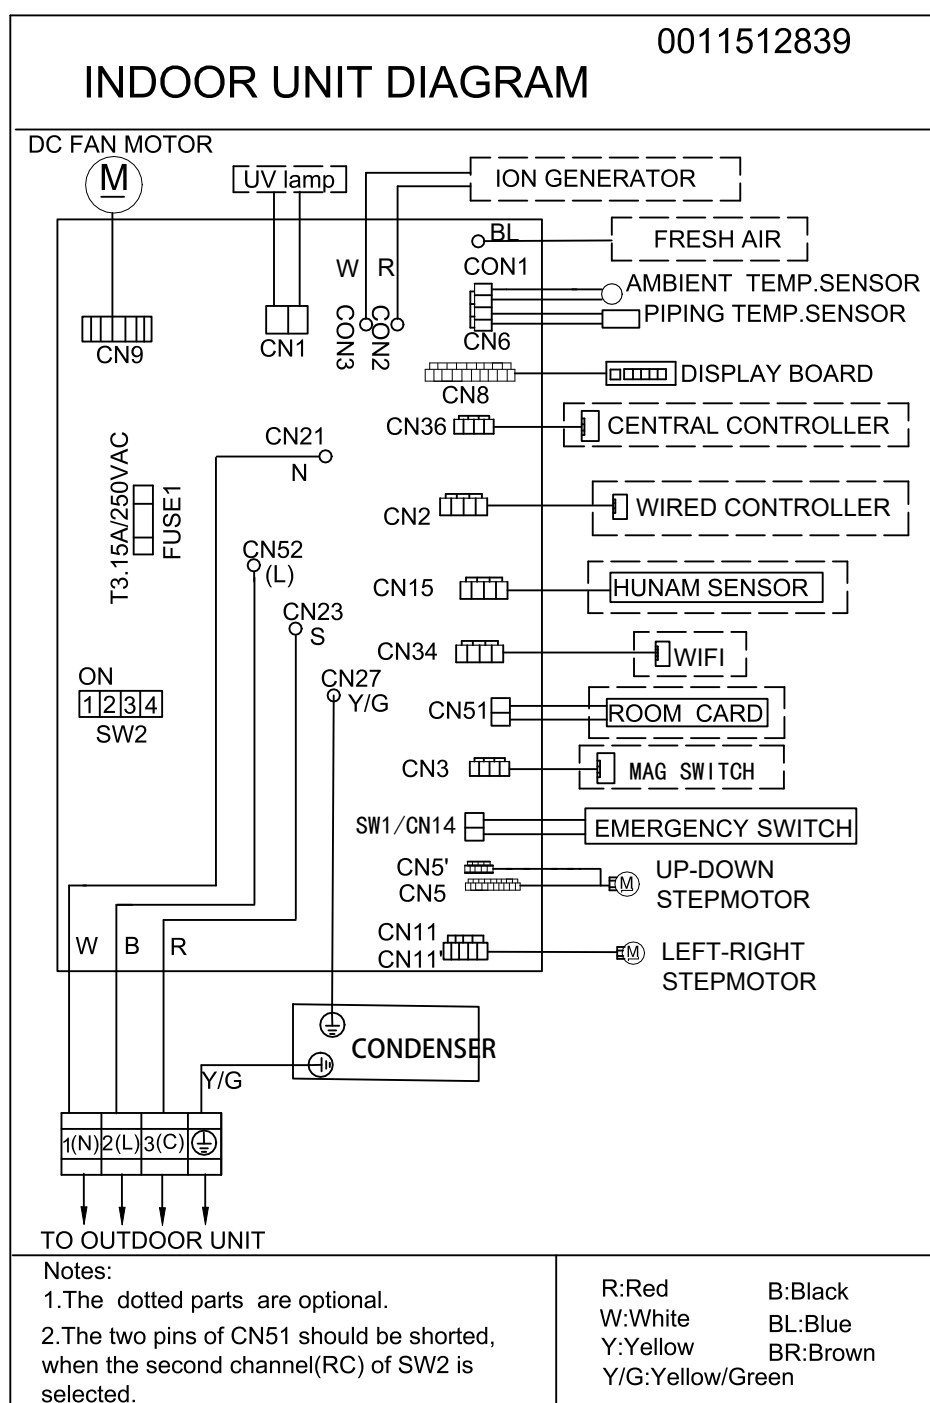 0011512839
INDOOR UNIT DIAGRAM
DC FAN MOTOR
M
UV lamp
ION GENERATOR
BL
FRESH AIR
W R
CON1
AMBIENT TEMP.SENSOR
PIPING TEMP.SENSOR
CN9
CN1
CON3
CON2
CN6
DISPLAY BOARD
CN8
CN36
CENTRAL CONTROLLER
CN21
N
T3.15A/250VAC
FUSE1
CN2
WIRED CONTROLLER
CN52
(L)
CN15
HUNAM SENSOR
CN23
S
CN34
WIFI
ON
1 2 3 4
SW2
CN27
Y/G
CN51
ROOM CARD
CN3
MAG SWITCH
SW1/CN14
EMERGENCY SWITCH
CN5'
CN5
M
UP-DOWN
STEPMOTOR
W B R
CN11
CN11'
M
LEFT-RIGHT
STEPMOTOR
CONDENSER
Y/G
1(N) 2(L) 3(C)
TO OUTDOOR UNIT
Notes:
1.The dotted parts are optional.
2.The two pins of CN51 should be shorted,
when the second channel(RC) of SW2 is
selected.
R:Red B:Black
W:White BL:Blue
Y:Yellow BR:Brown
Y/G:Yellow/Green